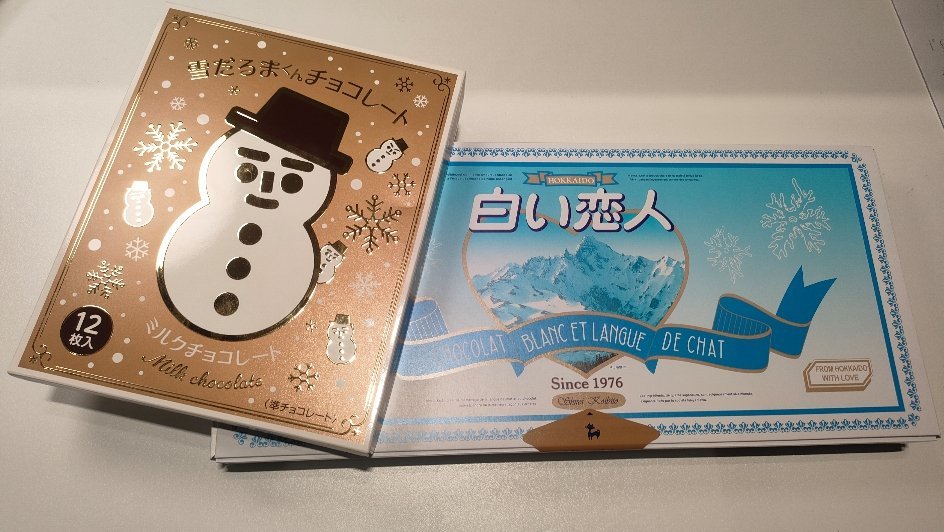 雪だるまくんチョコレート
12
枚入
ミルクチョコレート
Milk chocolate
(準チョコレート)
HOKKAIDO
白い恋人
CHOCOLAT BLANC ET LANGUE DE CHAT
Since 1976
Shiroi Koibito
FROM HOKKAIDO
WITH LOVE